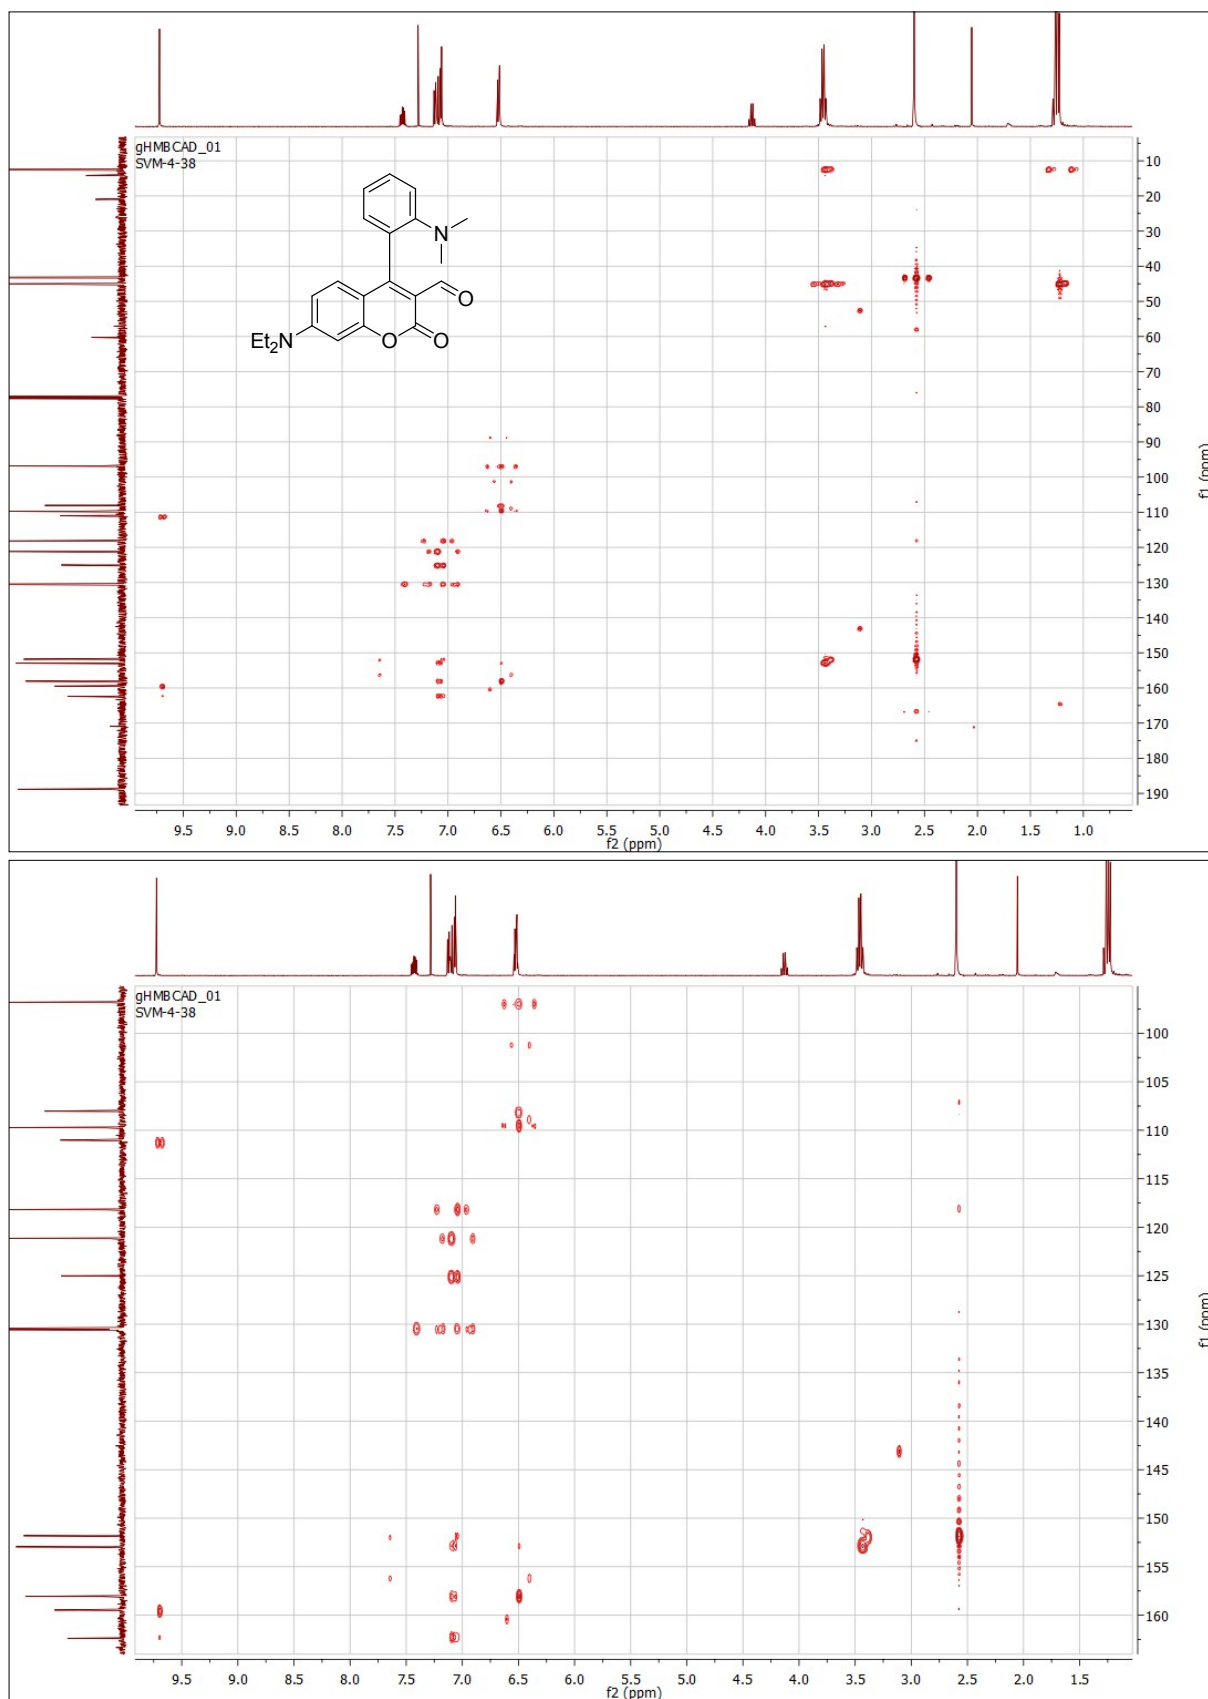 gHMBCAD_01
SVM-4-38
N
O
Et₂N
O
O
10
20
30
40
50
60
70
80
90
100
110
120
130
140
150
160
170
180
190
f1 (ppm)
9.5 9.0 8.5 8.0 7.5 7.0 6.5 6.0 5.5 5.0 4.5 4.0 3.5 3.0 2.5 2.0 1.5 1.0
f2 (ppm)
gHMBCAD_01
SVM-4-38
100
105
110
115
120
125
130
135
140
145
150
155
160
f1 (ppm)
9.5 9.0 8.5 8.0 7.5 7.0 6.5 6.0 5.5 5.0 4.5 4.0 3.5 3.0 2.5 2.0 1.5
f2 (ppm)